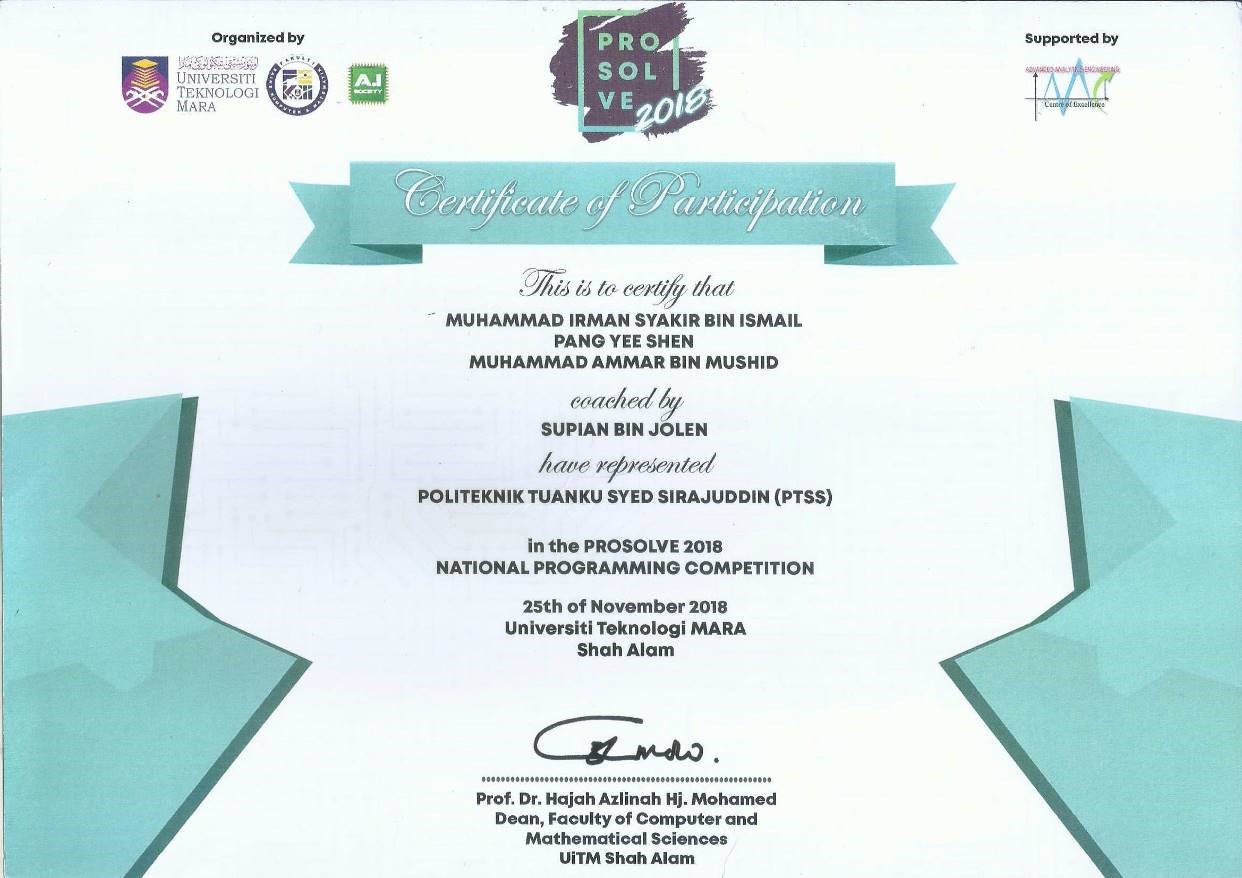 Organized by
UNIVERSITI
TEKNOLOGI
MARA
AJ
SOCIETY
PRO
SOL
VE
2018
Supported by
ADVANCED ANALYTICS ENGINEERING
Centre of Excellence
Certificate of Participation
This is to certify that
MUHAMMAD IRMAN SYAKIR BIN ISMAIL
PANG YEE SHEN
MUHAMMAD AMMAR BIN MUSHID
coached by
SUPIAN BIN JOLEN
have represented
POLITEKNIK TUANKU SYED SIRAJUDDIN (PTSS)
in the PROSOLVE 2018
NATIONAL PROGRAMMING COMPETITION
25th of November 2018
Universiti Teknologi MARA
Shah Alam
Prof. Dr. Hajah Azlinah Hj. Mohamed
Dean, Faculty of Computer and
Mathematical Sciences
UiTM Shah Alam